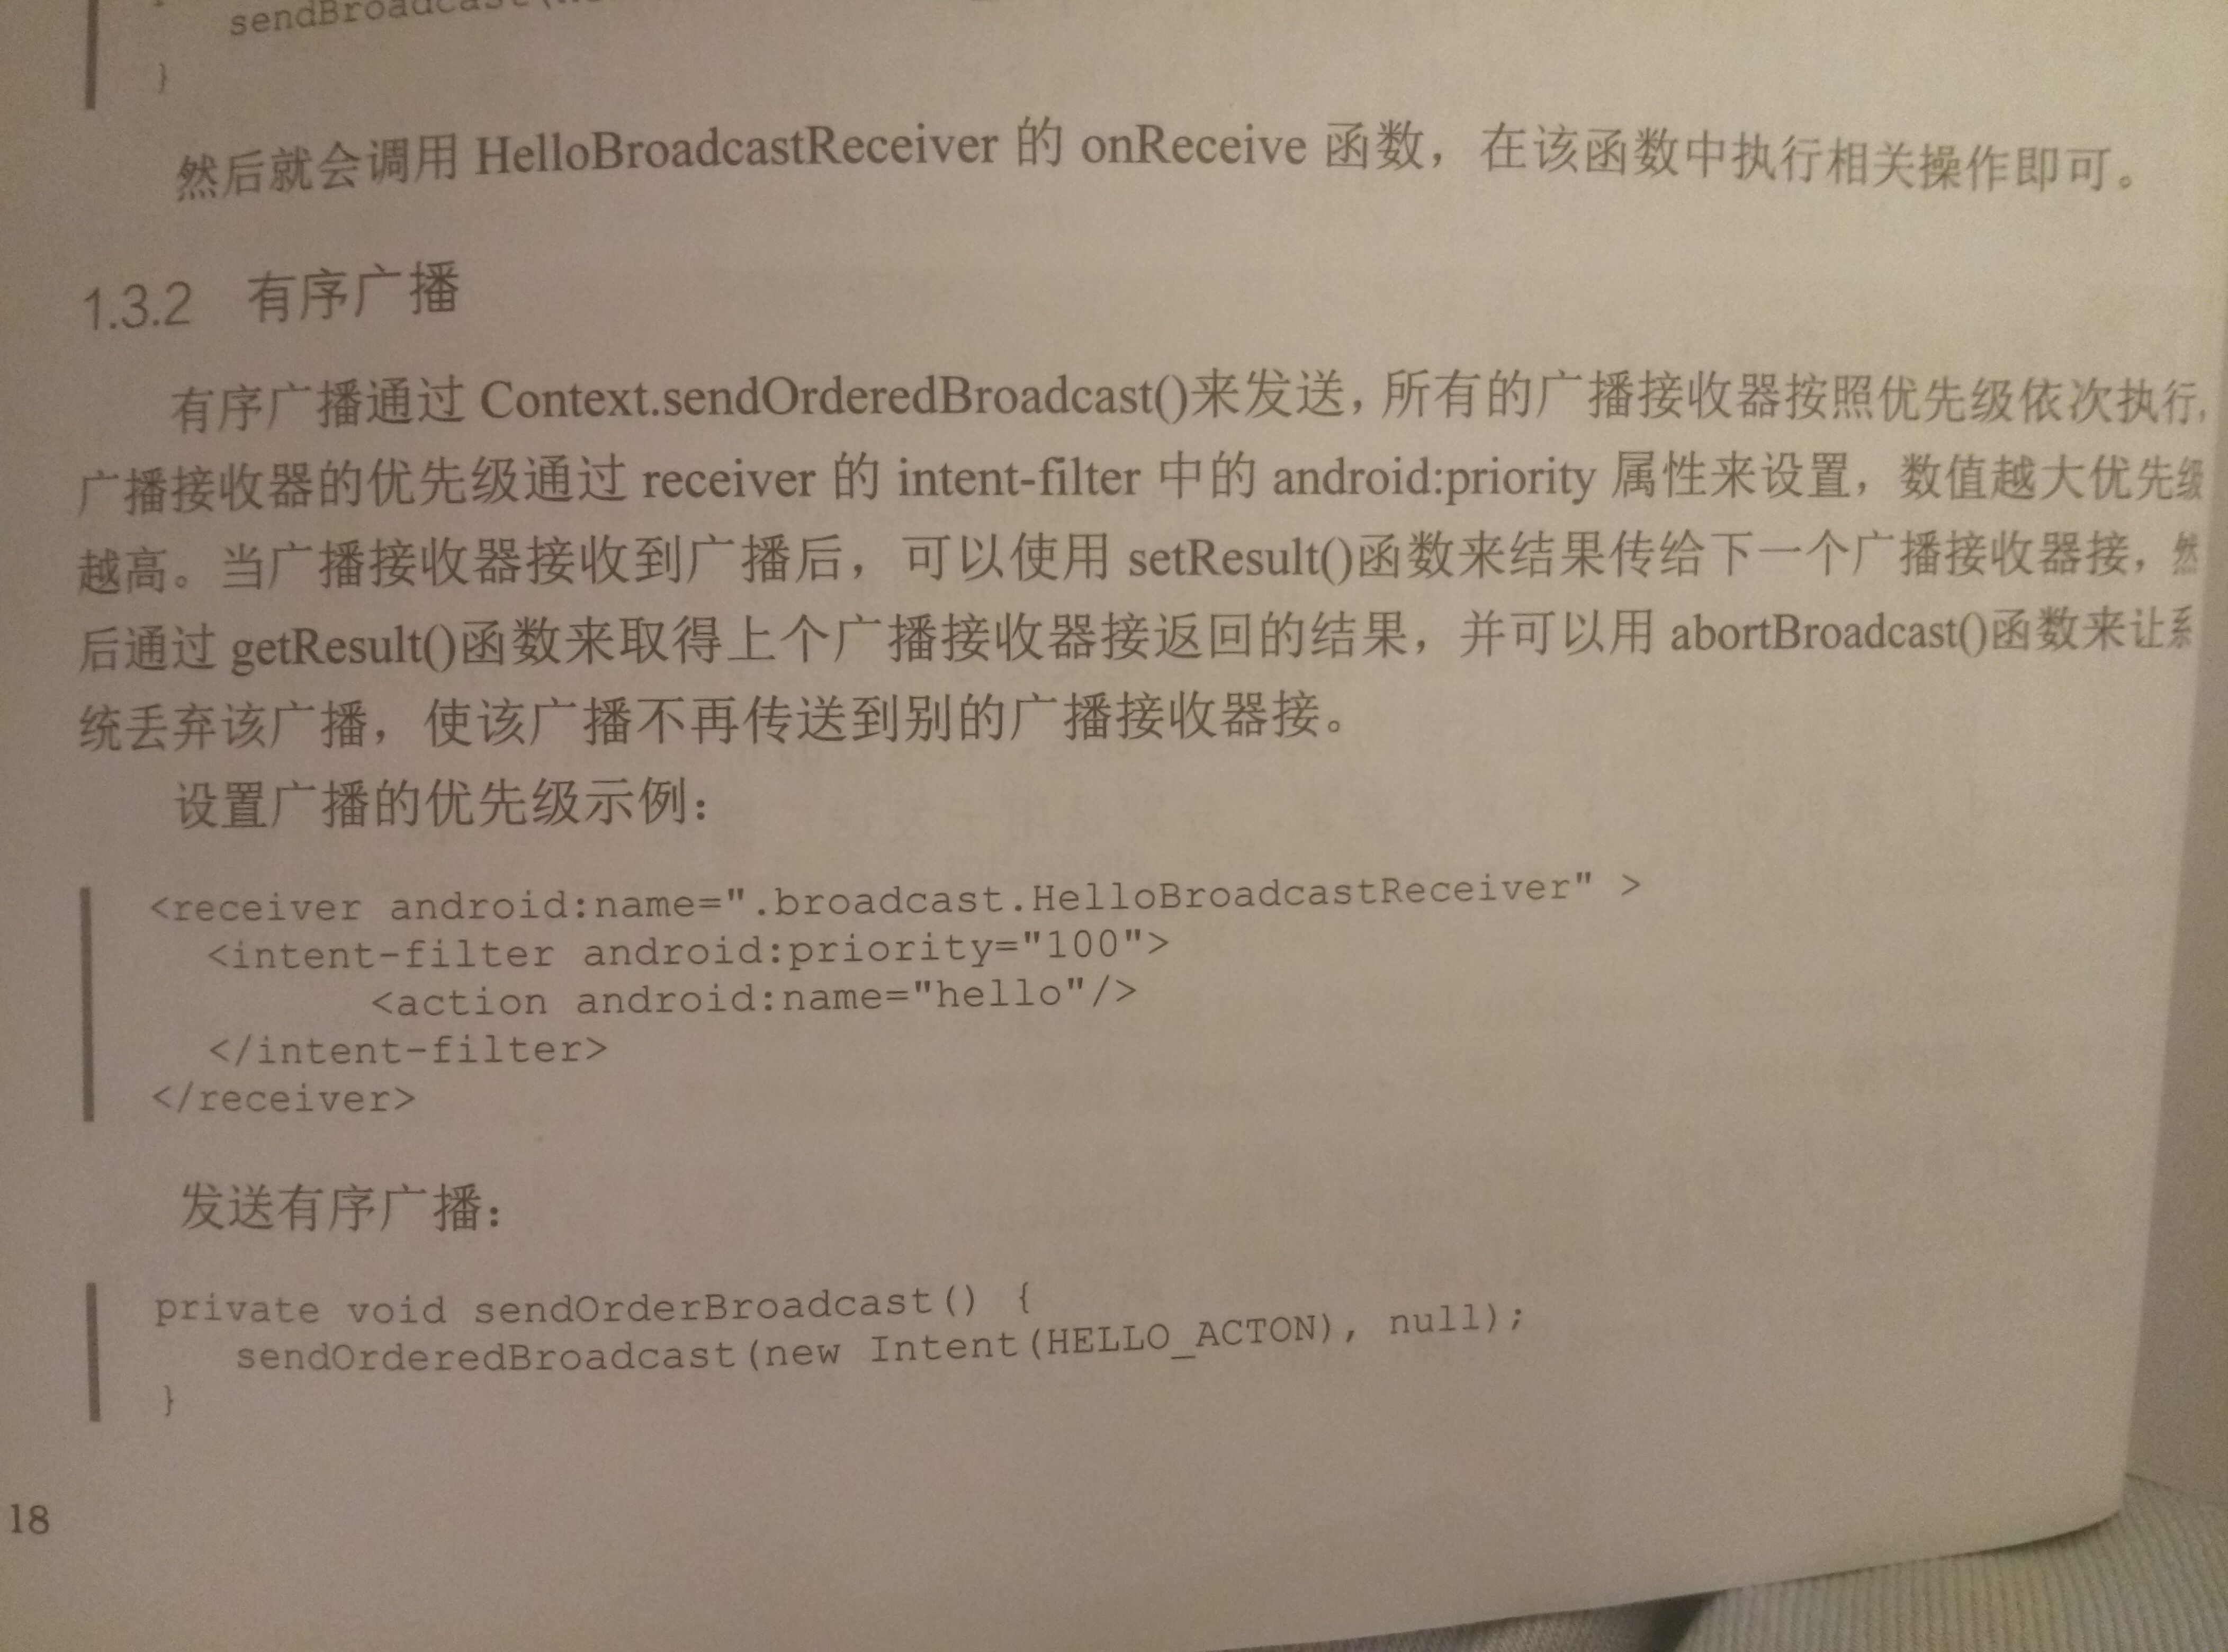 sendBroadcast(
}
然后就会调用 HelloBroadcastReceiver 的 onReceive 函数，在该函数中执行相关操作即可。
1.3.2 有序广播
有序广播通过 Context.sendOrderedBroadcast()来发送，所有的广播接收器按照优先级依次执行，
广播接收器的优先级通过 receiver 的 intent-filter 中的 android:priority 属性来设置，数值越大优先级
越高。当广播接收器接收到广播后，可以使用 setResult()函数来结果传给下一个广播接收器接，然
后通过 getResult()函数来取得上个广播接收器接返回的结果，并可以用 abortBroadcast()函数来让系
统丢弃该广播，使该广播不再传送到别的广播接收器接。
设置广播的优先级示例：
<receiver android:name=".broadcast.HelloBroadcastReceiver" >
<intent-filter android:priority="100">
<action android:name="hello"/>
</intent-filter>
</receiver>
发送有序广播：
private void sendOrderBroadcast() {
sendOrderedBroadcast(new Intent(HELLO_ACTON), null);
}
18